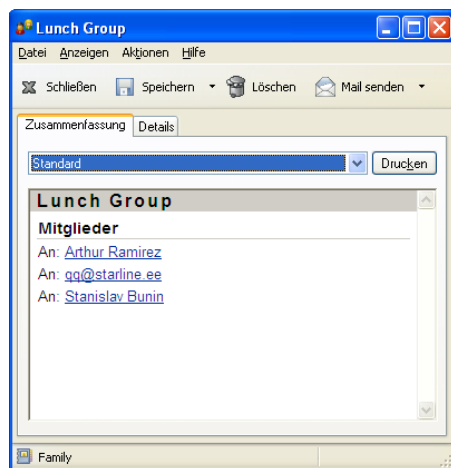 Lunch Group
Datei Anzeigen Aktionen Hilfe
Schließen Speichern Löschen Mail senden
Zusammenfassung Details
Standard Drucken
Lunch Group
Mitglieder
An: Arthur Ramirez
An: qq@starline.ee
An: Stanislav Bunin
Family